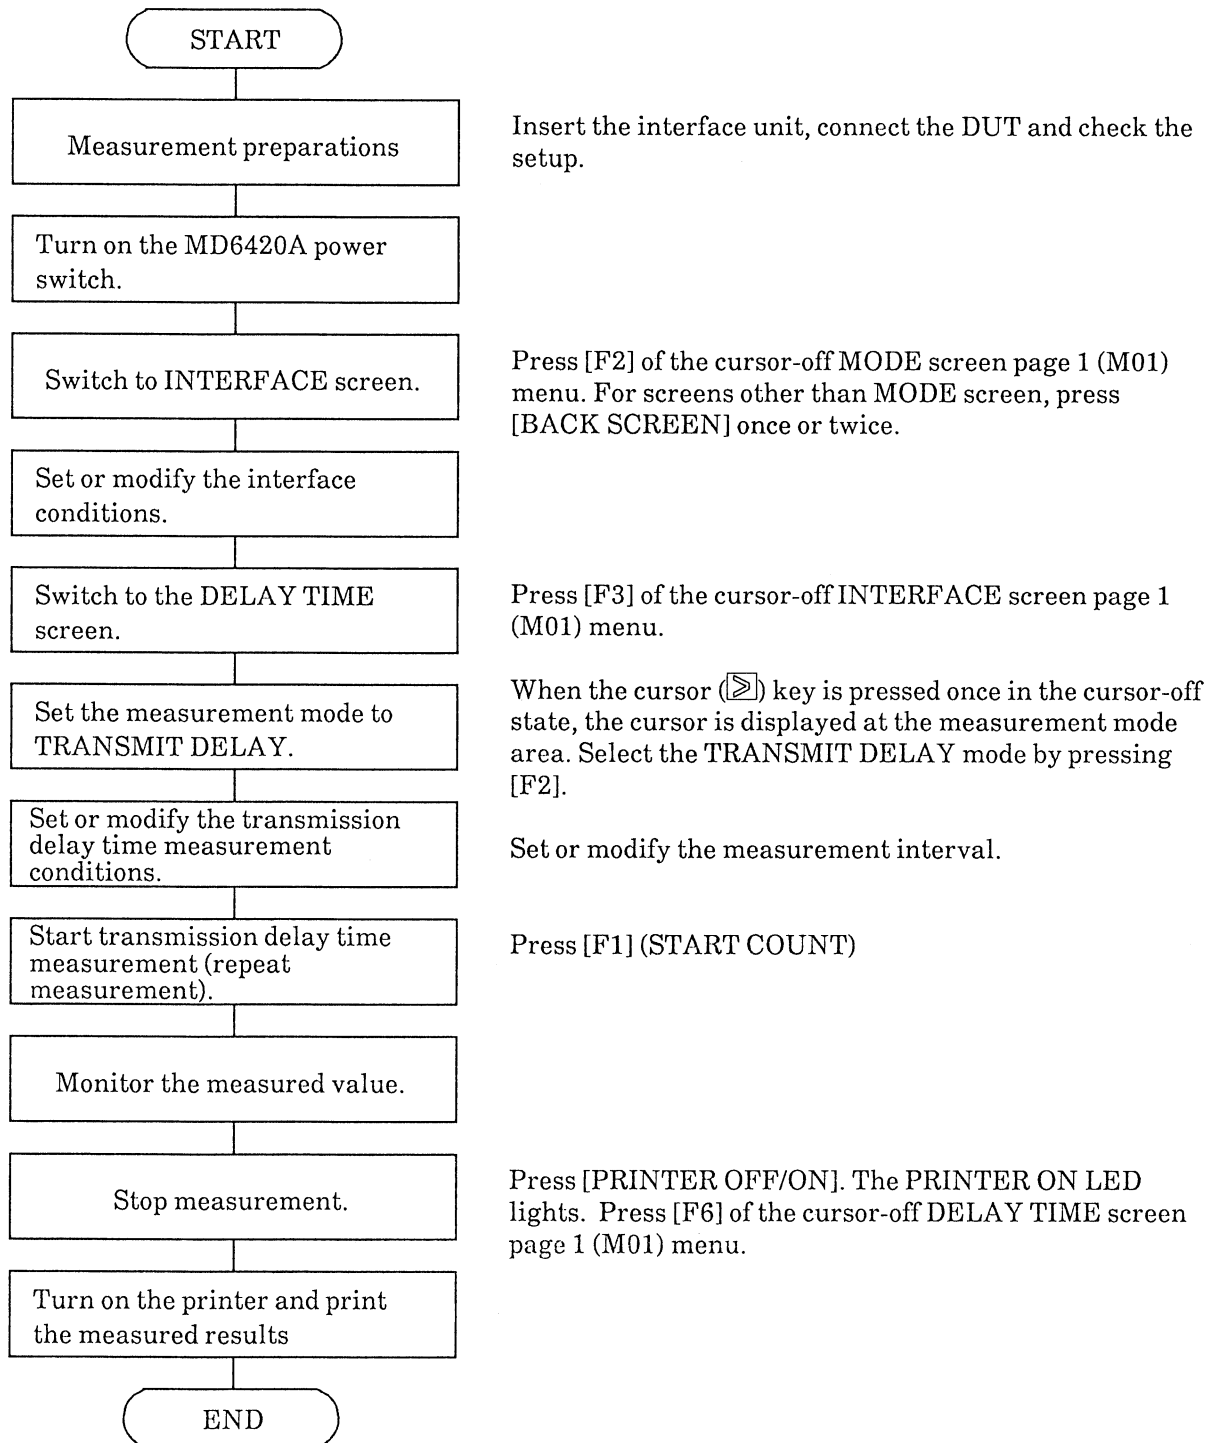 START
Measurement preparations
Insert the interface unit, connect the DUT and check the
setup.
Turn on the MD6420A power
switch.
Switch to INTERFACE screen.
Press [F2] of the cursor-off MODE screen page 1 (M01)
menu. For screens other than MODE screen, press
[BACK SCREEN] once or twice.
Set or modify the interface
conditions.
Switch to the DELAY TIME
screen.
Press [F3] of the cursor-off INTERFACE screen page 1
(M01) menu.
Set the measurement mode to
TRANSMIT DELAY.
When the cursor (⋝) key is pressed once in the cursor-off
state, the cursor is displayed at the measurement mode
area. Select the TRANSMIT DELAY mode by pressing
[F2].
Set or modify the transmission
delay time measurement
conditions.
Set or modify the measurement interval.
Start transmission delay time
measurement (repeat
measurement).
Press [F1] (START COUNT)
Monitor the measured value.
Stop measurement.
Press [PRINTER OFF/ON]. The PRINTER ON LED
lights. Press [F6] of the cursor-off DELAY TIME screen
page 1 (M01) menu.
Turn on the printer and print
the measured results
END